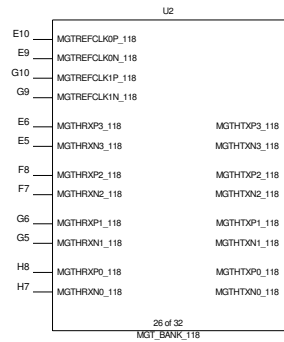 U2
E10 MGTREFCLK0P_118
E9 MGTREFCLK0N_118
G10 MGTREFCLK1P_118
G9 MGTREFCLK1N_118
E6 MGTHRXP3_118 MGTHTXP3_118
E5 MGTHRXN3_118 MGTHTXN3_118
F8 MGTHRXP2_118 MGTHTXP2_118
F7 MGTHRXN2_118 MGTHTXN2_118
G6 MGTHRXP1_118 MGTHTXP1_118
G5 MGTHRXN1_118 MGTHTXN1_118
H8 MGTHRXP0_118 MGTHTXP0_118
H7 MGTHRXN0_118 MGTHTXN0_118
26 of 32
MGT_BANK_118